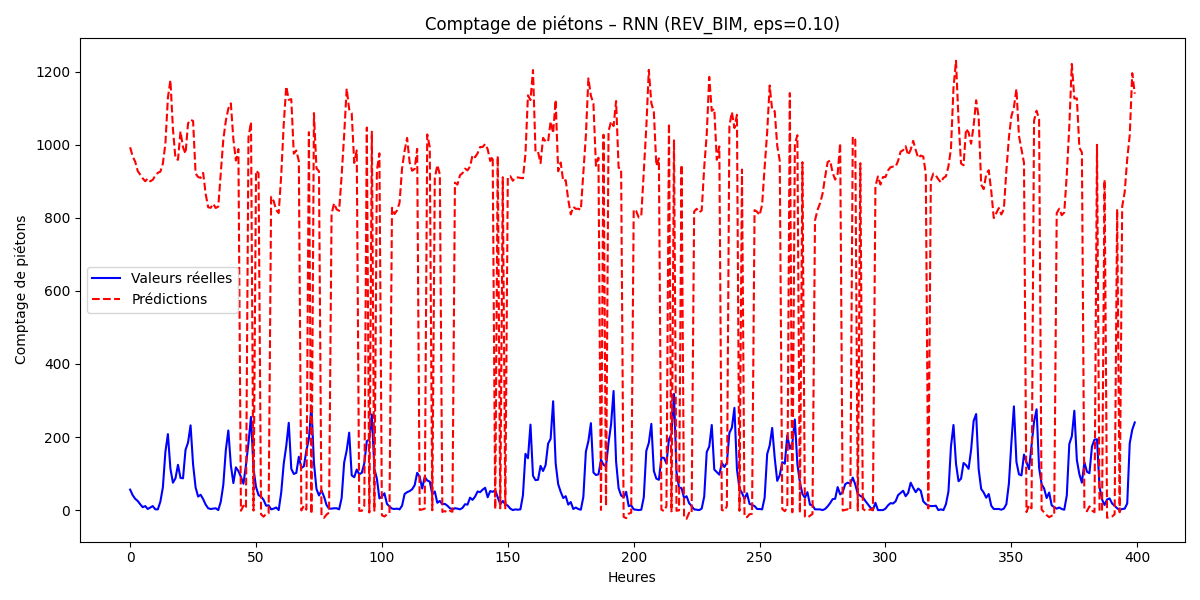 Comptage de piétons – RNN (REV_BIM, eps=0.10)
Comptage de piétons
1200
1000
800
600
400
200
0
Valeurs réelles
Prédictions
0 50 100 150 200 250 300 350 400
Heures